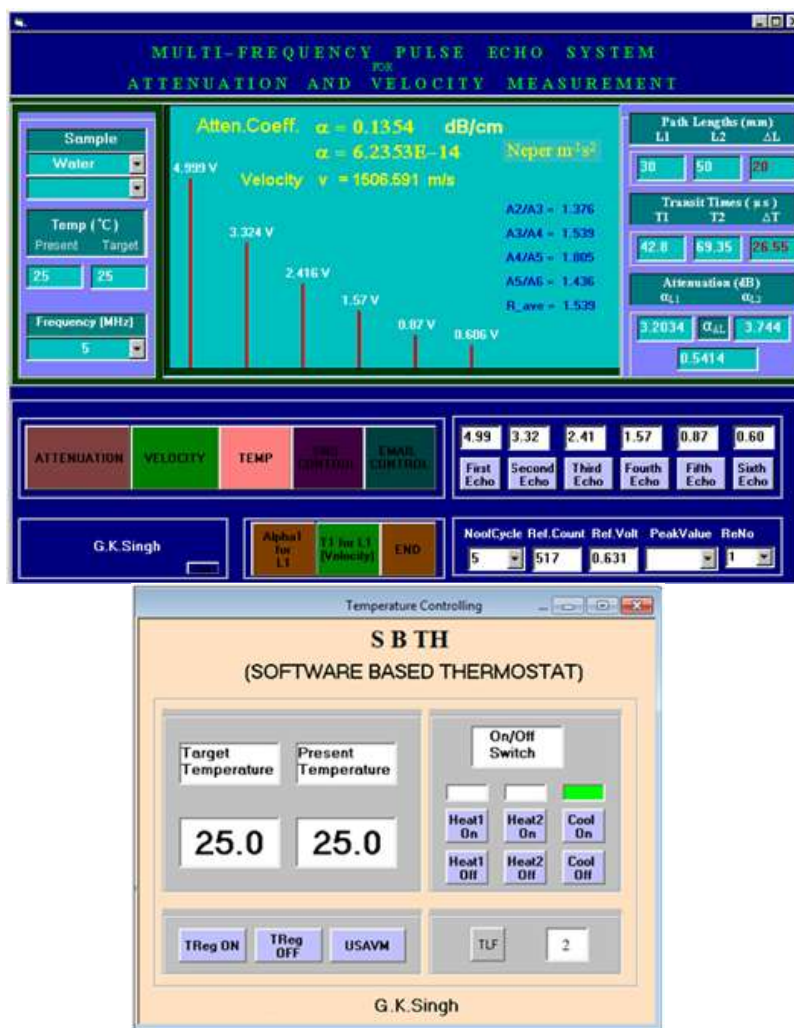 MULTI-FREQUENCY PULSE ECHO SYSTEM
FOR
ATTENUATION AND VELOCITY MEASUREMENT
Sample
Water
Temp (°C)
Present Target
25 25
Frequency [MHz]
5
Atten.Coeff. α = 0.1354 dB/cm
α = 6.2353E-14 Neper m⁻¹s²
Velocity v = 1506.591 m/s
4.999 V
3.324 V
2.416 V
1.57 V
0.87 V
0.606 V
A2/A3 = 1.376
A3/A4 = 1.539
A4/A5 = 1.805
A5/A6 = 1.436
R_ave = 1.539
Path Lengths (mm)
L1 L2 ΔL
30 50 20
Transit Times (μs)
T1 T2 ΔT
42.8 69.35 26.55
Attenuation (dB)
αL1 αL2
3.2034 αΔL 3.744
0.5414
ATTENUATION VELOCITY TEMP CONTROL EMAIL CONTROL
4.99 3.32 2.41 1.57 0.87 0.60
First Echo Second Echo Third Echo Fourth Echo Fifth Echo Sixth Echo
G.K.Singh
Alpha1 for L1
T1 for L1 (Velocity)
END
NoofCycle Ref.Count Ref.Volt PeakValue ReNo
5 517 0.631 1
Temperature Controlling
S B TH
(SOFTWARE BASED THERMOSTAT)
Target Temperature
Present Temperature
25.0 25.0
On/Off Switch
Heat1 On Heat2 On Cool On
Heat1 Off Heat2 Off Cool Off
TReg ON TReg OFF USAVM
TLF 2
G.K.Singh